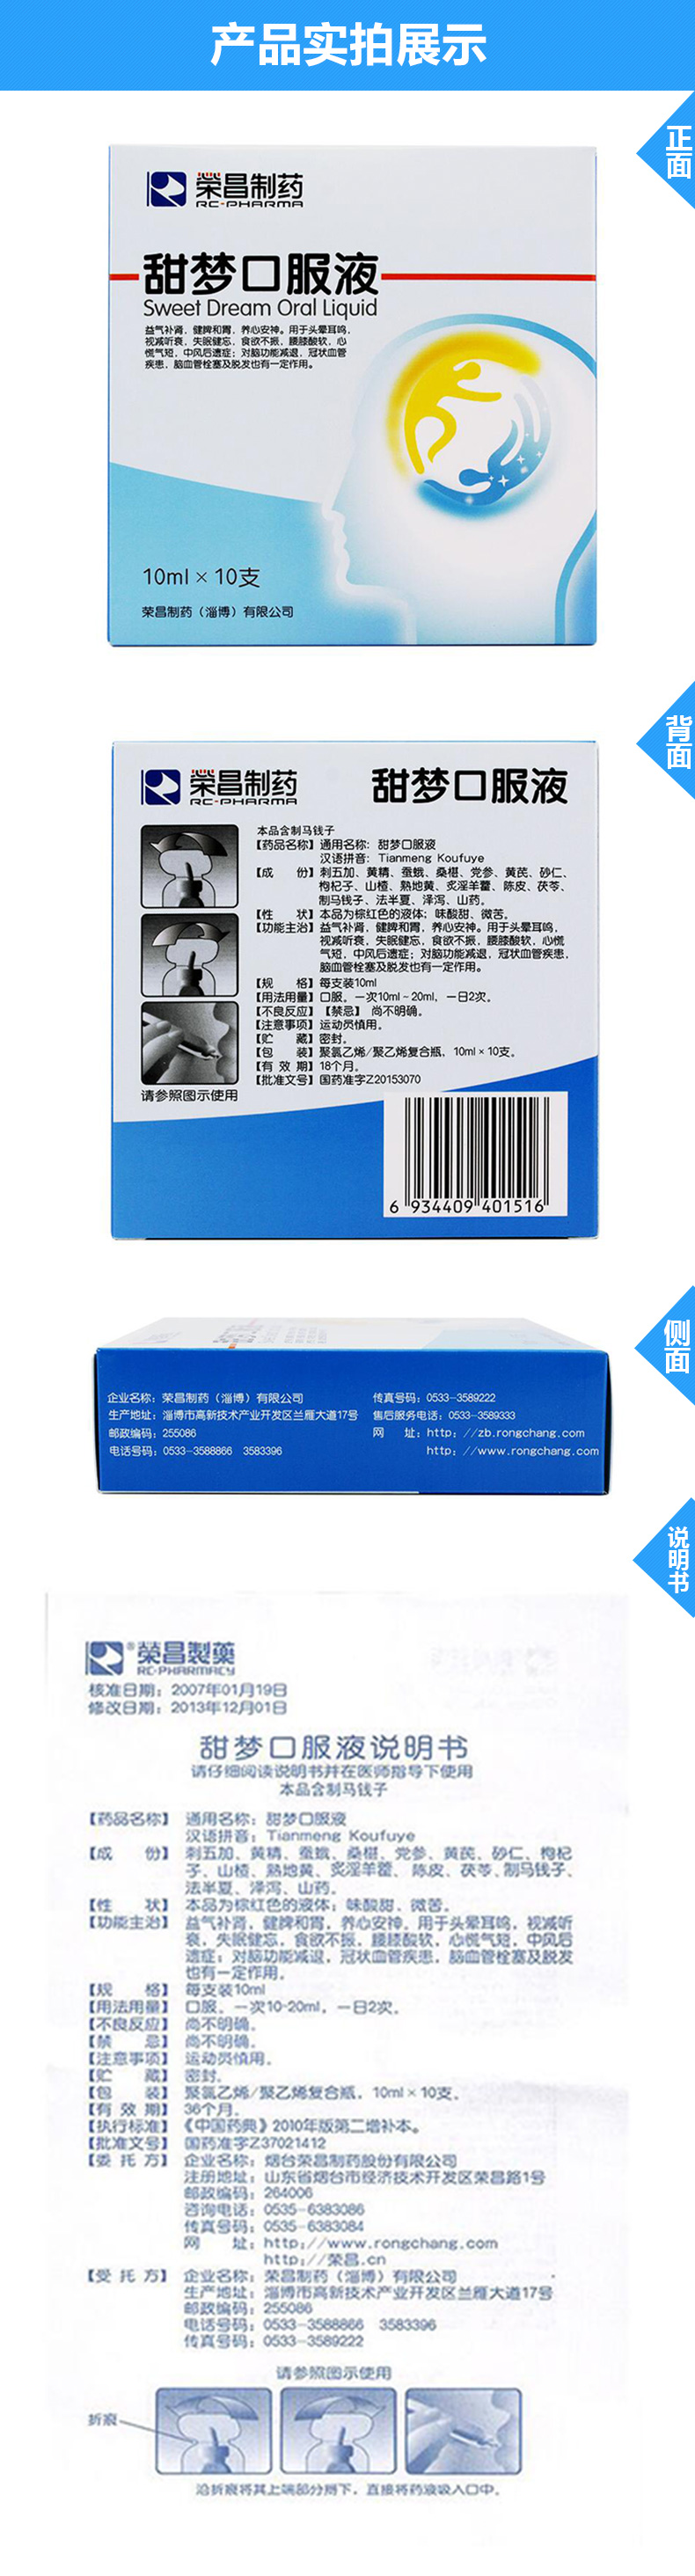 产品实拍展示
正面
榮昌制药
RC-PHARMA
甜梦口服液
Sweet Dream Oral Liquid
益气补肾，健脾和胃，养心安神。用于头晕耳鸣，
视减听衰，失眠健忘，食欲不振，腰膝酸软，心
慌气短，中风后遗症；对脑功能减退，冠状血管
疾患，脑血管栓塞及脱发也有一定作用。
10ml × 10支
荣昌制药（淄博）有限公司
背面
榮昌制药
RC-PHARMA
甜梦口服液
本品含制马钱子
【药品名称】通用名称：甜梦口服液
汉语拼音：Tianmeng Koufuye
【成　份】刺五加、黄精、蚕蛾、桑椹、党参、黄芪、砂仁、
枸杞子、山楂、熟地黄、炙淫羊藿、陈皮、茯苓、
制马钱子、法半夏、泽泻、山药。
【性　状】本品为棕红色的液体；味酸甜、微苦。
【功能主治】益气补肾，健脾和胃，养心安神。用于头晕耳鸣，
视减听衰，失眠健忘，食欲不振，腰膝酸软，心慌
气短，中风后遗症；对脑功能减退，冠状血管疾患，
脑血管栓塞及脱发也有一定作用。
【规　格】每支装10ml
【用法用量】口服。一次10ml～20ml，一日2次。
【不良反应】【禁忌】 尚不明确。
【注意事项】运动员慎用。
【贮　藏】密封。
【包　装】聚氯乙烯/聚乙烯复合瓶，10ml × 10支。
【有 效 期】18个月。
【批准文号】国药准字Z20153070
请参照图示使用
6 934409 401516
侧面
企业名称：荣昌制药（淄博）有限公司
生产地址：淄博市高新技术产业开发区兰雁大道17号
邮政编码：255086
电话号码：0533-3588866 3583396
传真号码：0533-3589222
售后服务电话：0533-3589333
网　址：http：//zb.rongchang.com
http：//www.rongchang.com
说明书
®榮昌製藥
RC-PHARMACY
核准日期：2007年01月19日
修改日期：2013年12月01日
甜梦口服液说明书
请仔细阅读说明书并在医师指导下使用
本品含制马钱子
【药品名称】通用名称：甜梦口服液
汉语拼音：Tianmeng Koufuye
【成　份】刺五加、黄精、蚕蛾、桑椹、党参、黄芪、砂仁、枸杞
子、山楂、熟地黄、炙淫羊藿、陈皮、茯苓、制马钱子、
法半夏、泽泻、山药。
【性　状】本品为棕红色的液体；味酸甜、微苦。
【功能主治】益气补肾，健脾和胃，养心安神。用于头晕耳鸣，视减听
衰，失眠健忘，食欲不振，腰膝酸软，心慌气短，中风后
遗症；对脑功能减退，冠状血管疾患，脑血管栓塞及脱发
也有一定作用。
【规　格】每支装10ml
【用法用量】口服。一次10-20ml，一日2次。
【不良反应】尚不明确。
【禁　忌】尚不明确。
【注意事项】运动员慎用。
【贮　藏】密封。
【包　装】聚氯乙烯/聚乙烯复合瓶，10ml × 10支。
【有 效 期】36个月。
【执行标准】《中国药典》2010年版第二增补本。
【批准文号】国药准字Z37021412
【委 托 方】企业名称：烟台荣昌制药股份有限公司
注册地址：山东省烟台市经济技术开发区荣昌路1号
邮政编码：264006
咨询电话：0535-6383086
传真号码：0535-6383084
网　址：http://www.rongchang.com
http://荣昌.cn
【受 托 方】企业名称：荣昌制药（淄博）有限公司
生产地址：淄博市高新技术产业开发区兰雁大道17号
邮政编码：255086
电话号码：0533-3588866 3583396
传真号码：0533-3589222
请参照图示使用
折痕
沿折痕将其上端部分掰下，直接将药液吸入口中。